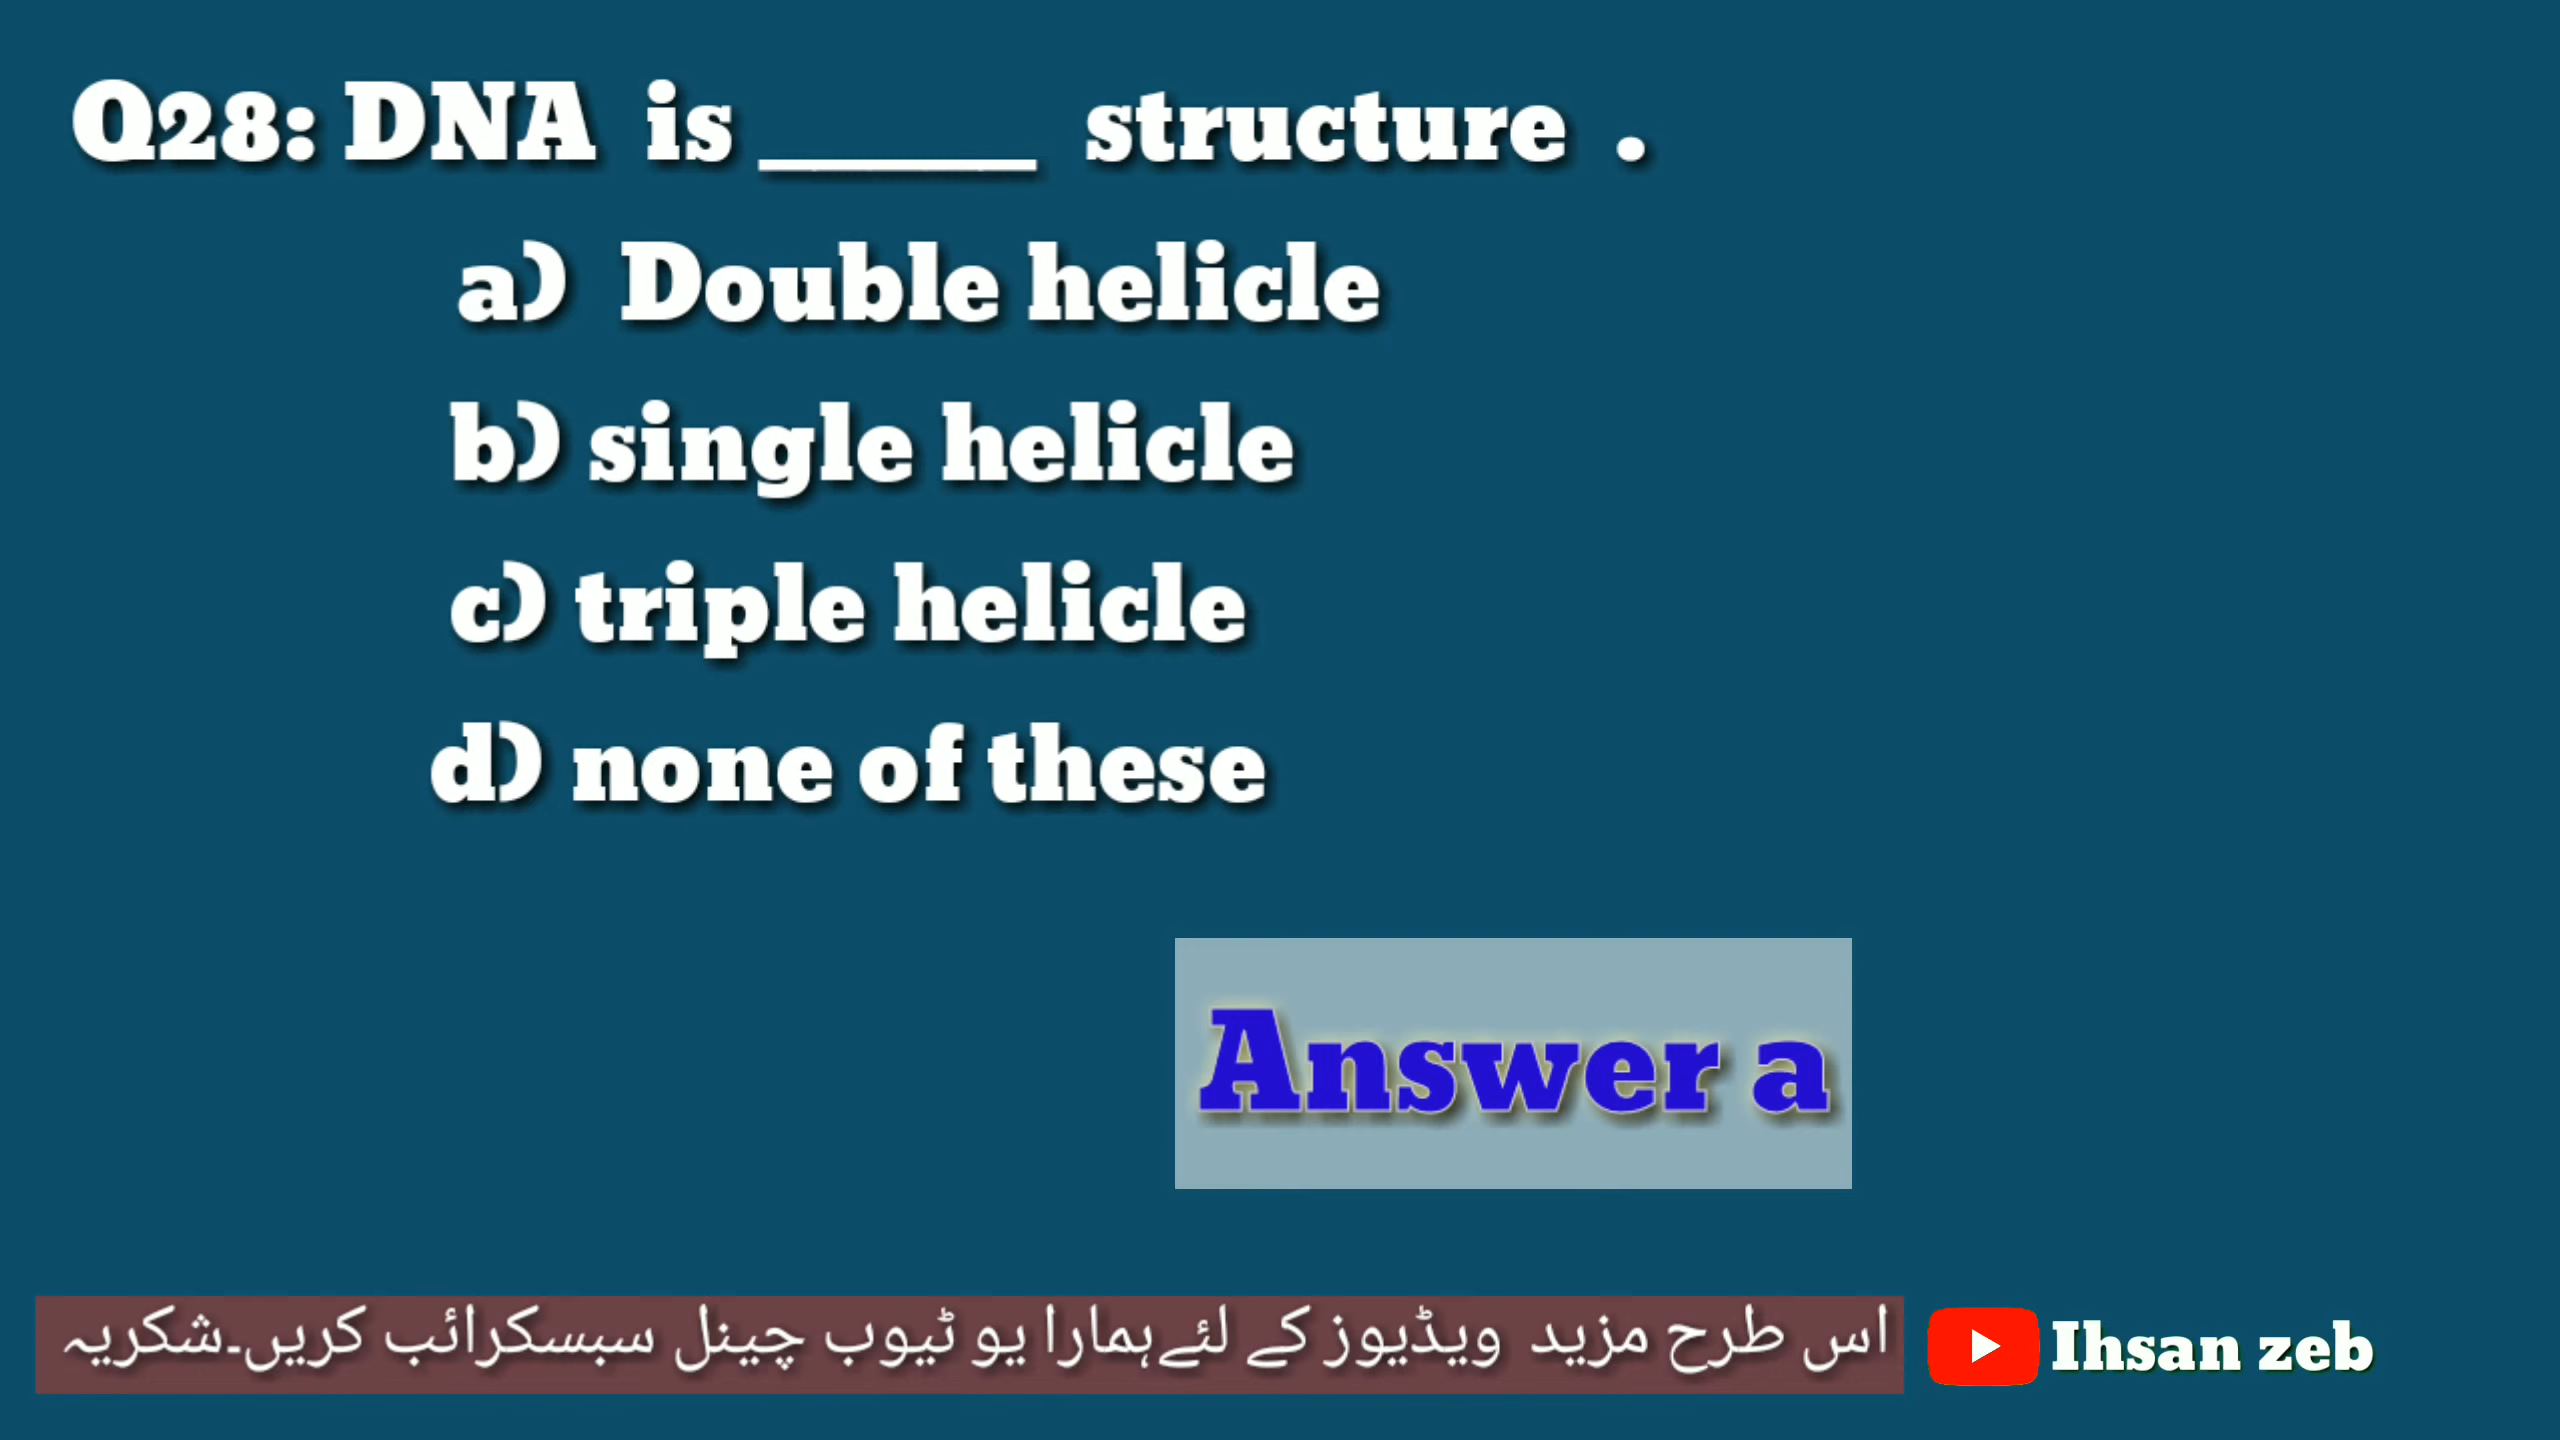 Q28: DNA is _____ structure .
a) Double helicle
b) single helicle
c) triple helicle
d) none of these
Answer a
اس طرح مزید ویڈیوز کے لئےہمارا یو ٹیوب چینل سبسکرائب کریں۔شکریہ
Ihsan zeb